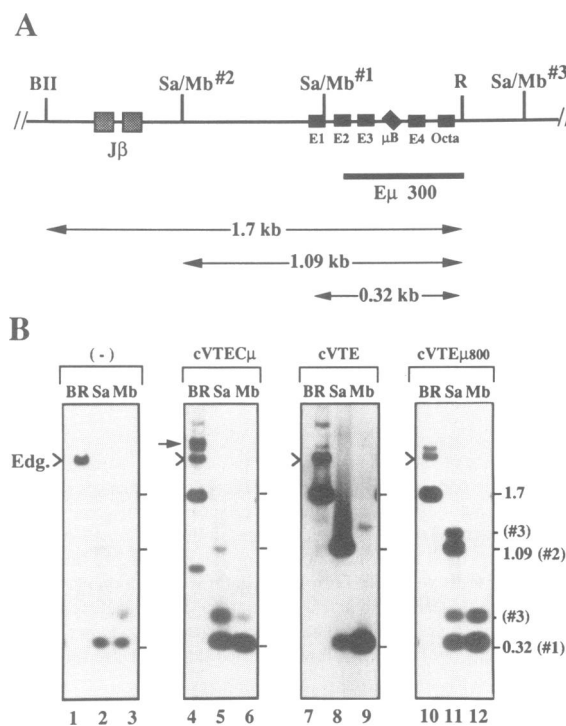 A
BII Sa/Mb#2 Sa/Mb#1 R Sa/Mb#3
// //
Jβ E1 E2 E3 μB E4 Octa
Eμ 300
1.7 kb
1.09 kb
0.32 kb
B
(-) cVTECμ cVTE cVTEμ800
BR Sa Mb BR Sa Mb BR Sa Mb BR Sa Mb
Edg.
1.7
(#3)
1.09 (#2)
(#3)
0.32 (#1)
1 2 3 4 5 6 7 8 9 10 11 12